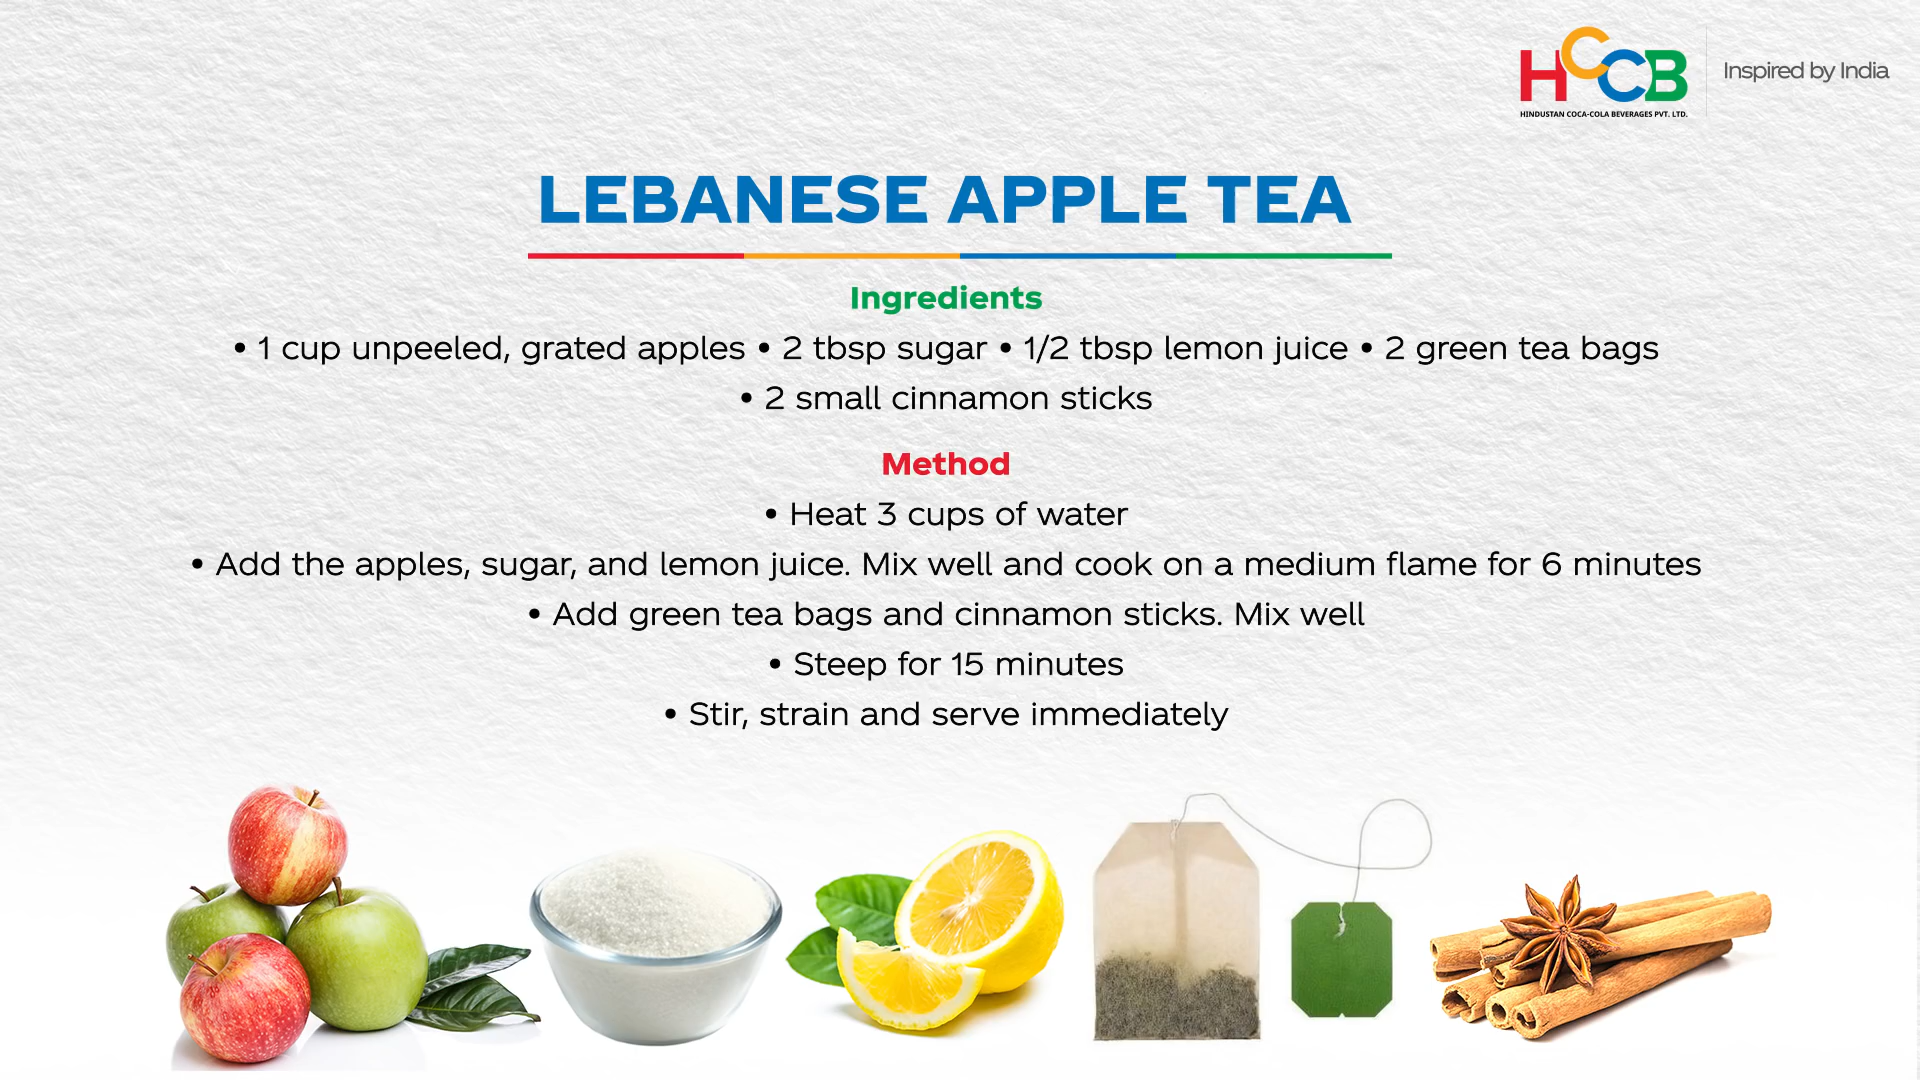 HCCB
HINDUSTAN COCA-COLA BEVERAGES PVT. LTD.
Inspired by India
LEBANESE APPLE TEA
Ingredients
• 1 cup unpeeled, grated apples • 2 tbsp sugar • 1/2 tbsp lemon juice • 2 green tea bags
• 2 small cinnamon sticks
Method
• Heat 3 cups of water
• Add the apples, sugar, and lemon juice. Mix well and cook on a medium flame for 6 minutes
• Add green tea bags and cinnamon sticks. Mix well
• Steep for 15 minutes
• Stir, strain and serve immediately